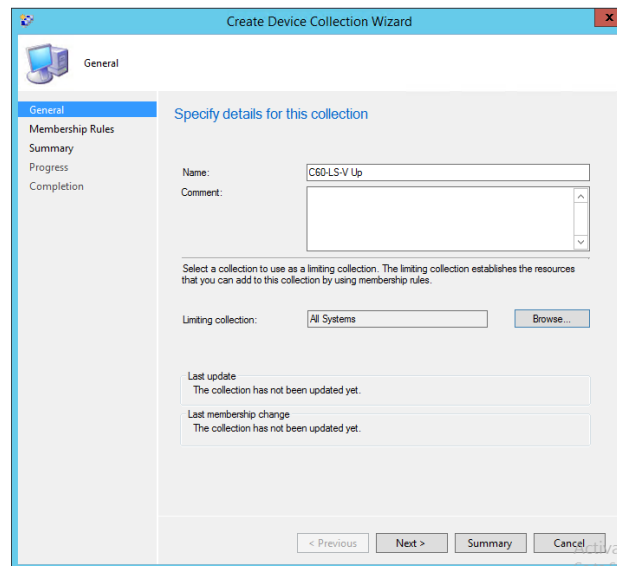 Create Device Collection Wizard
x
General
General
Membership Rules
Summary
Progress
Completion
Specify details for this collection
Name:
C60-LS-V Up
Comment:
Select a collection to use as a limiting collection. The limiting collection establishes the resources
that you can add to this collection by using membership rules.
Limiting collection:
All Systems
Browse...
Last update
The collection has not been updated yet.
Last membership change
The collection has not been updated yet.
< Previous
Next >
Summary
Cancel